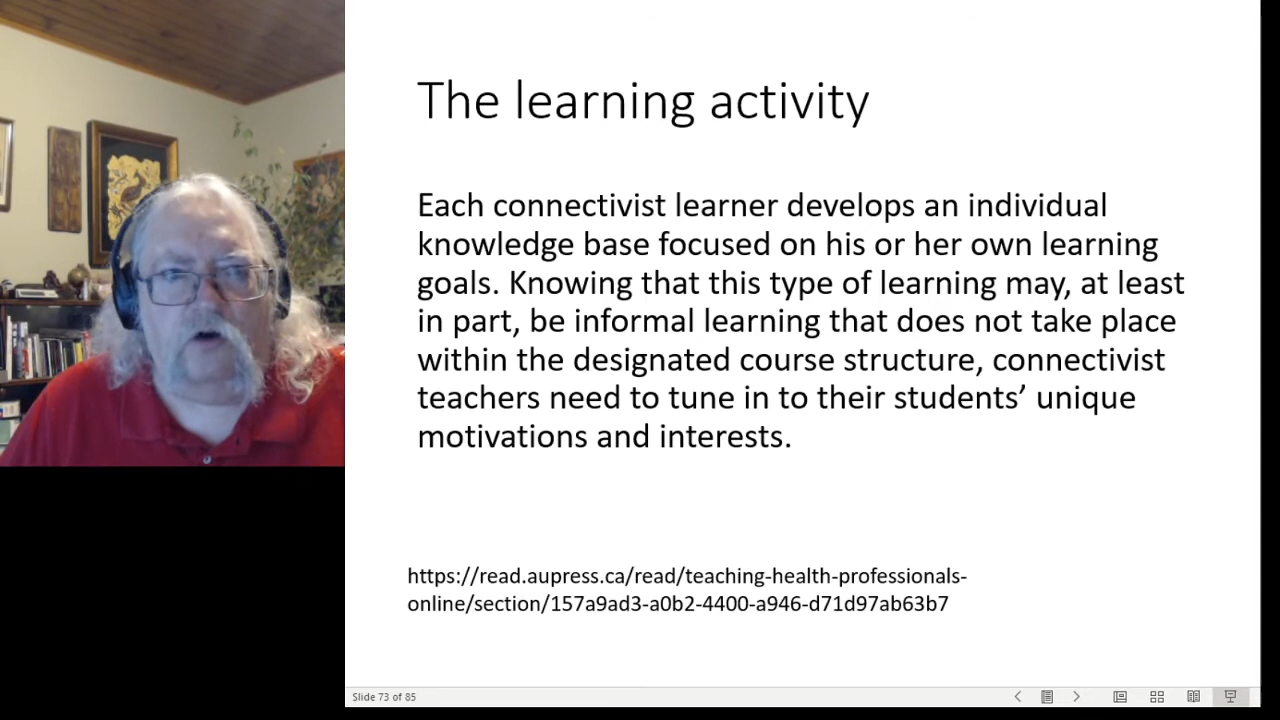 The learning activity
Each connectivist learner develops an individual
knowledge base focused on his or her own learning
goals. Knowing that this type of learning may, at least
in part, be informal learning that does not take place
within the designated course structure, connectivist
teachers need to tune in to their students’ unique
motivations and interests.
https://read.aupress.ca/read/teaching-health-professionals-
online/section/157a9ad3-a0b2-4400-a946-d71d97ab63b7
Slide 73 of 85